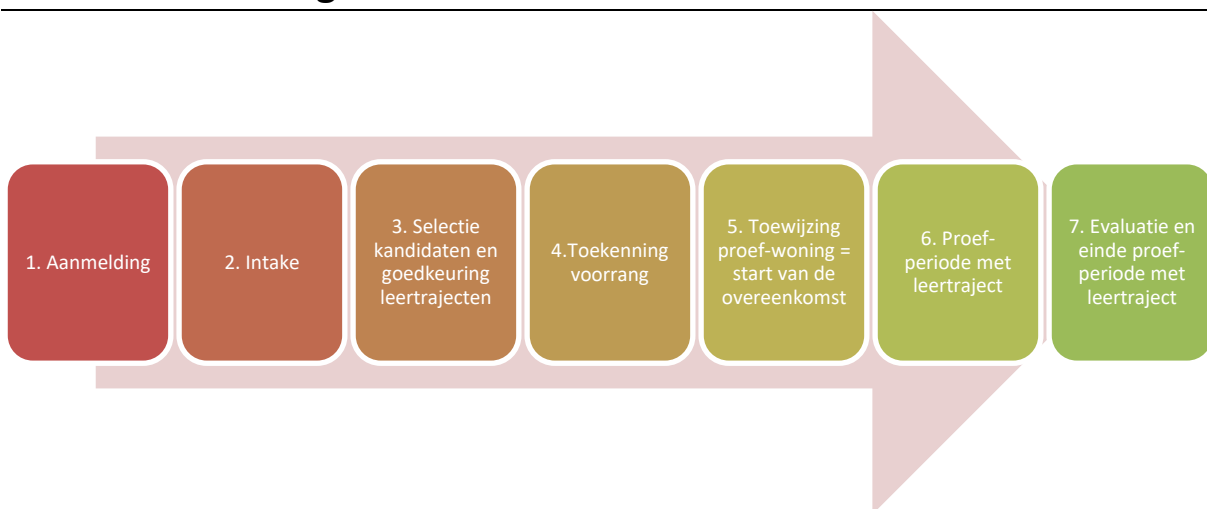 1. Aanmelding
2. Intake
3. Selectie
kandidaten en
goedkeuring
leertrajecten
4.Toekenning
voorrang
5. Toewijzing
proef-woning =
start van de
overeenkomst
6. Proef-
periode met
leertraject
7. Evaluatie en
einde proef-
periode met
leertraject